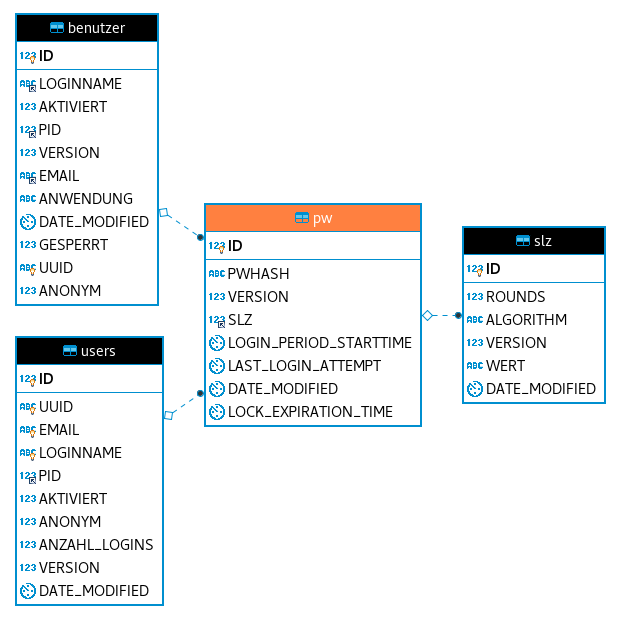 benutzer
123 ID
ABC LOGINNAME
123 AKTIVIERT
123 PID
123 VERSION
ABC EMAIL
ABC ANWENDUNG
DATE_MODIFIED
123 GESPERRT
ABC UUID
123 ANONYM
users
123 ID
ABC UUID
ABC EMAIL
ABC LOGINNAME
123 PID
123 AKTIVIERT
123 ANONYM
123 ANZAHL_LOGINS
123 VERSION
DATE_MODIFIED
pw
123 ID
ABC PWHASH
123 VERSION
123 SLZ
LOGIN_PERIOD_STARTTIME
LAST_LOGIN_ATTEMPT
DATE_MODIFIED
LOCK_EXPIRATION_TIME
slz
123 ID
123 ROUNDS
ABC ALGORITHM
123 VERSION
ABC WERT
DATE_MODIFIED